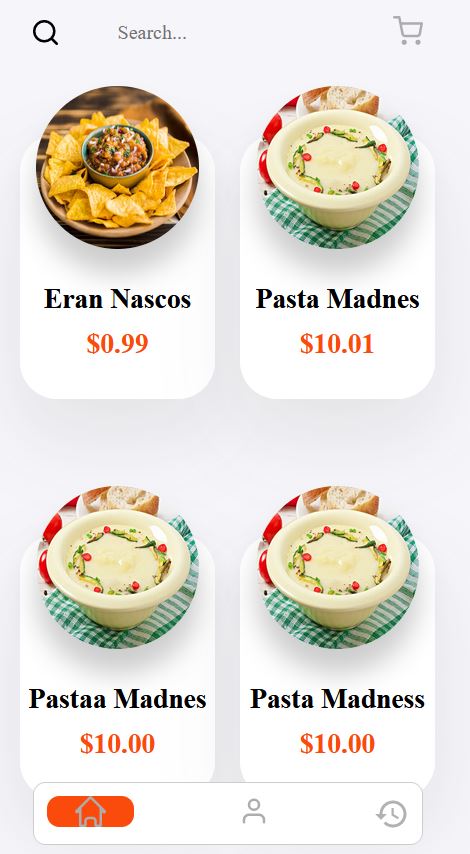 Search...
Eran Nascos
Pasta Madnes
$0.99
$10.01
Pastaa Madnes
Pasta Madness
$10.00
$10.00